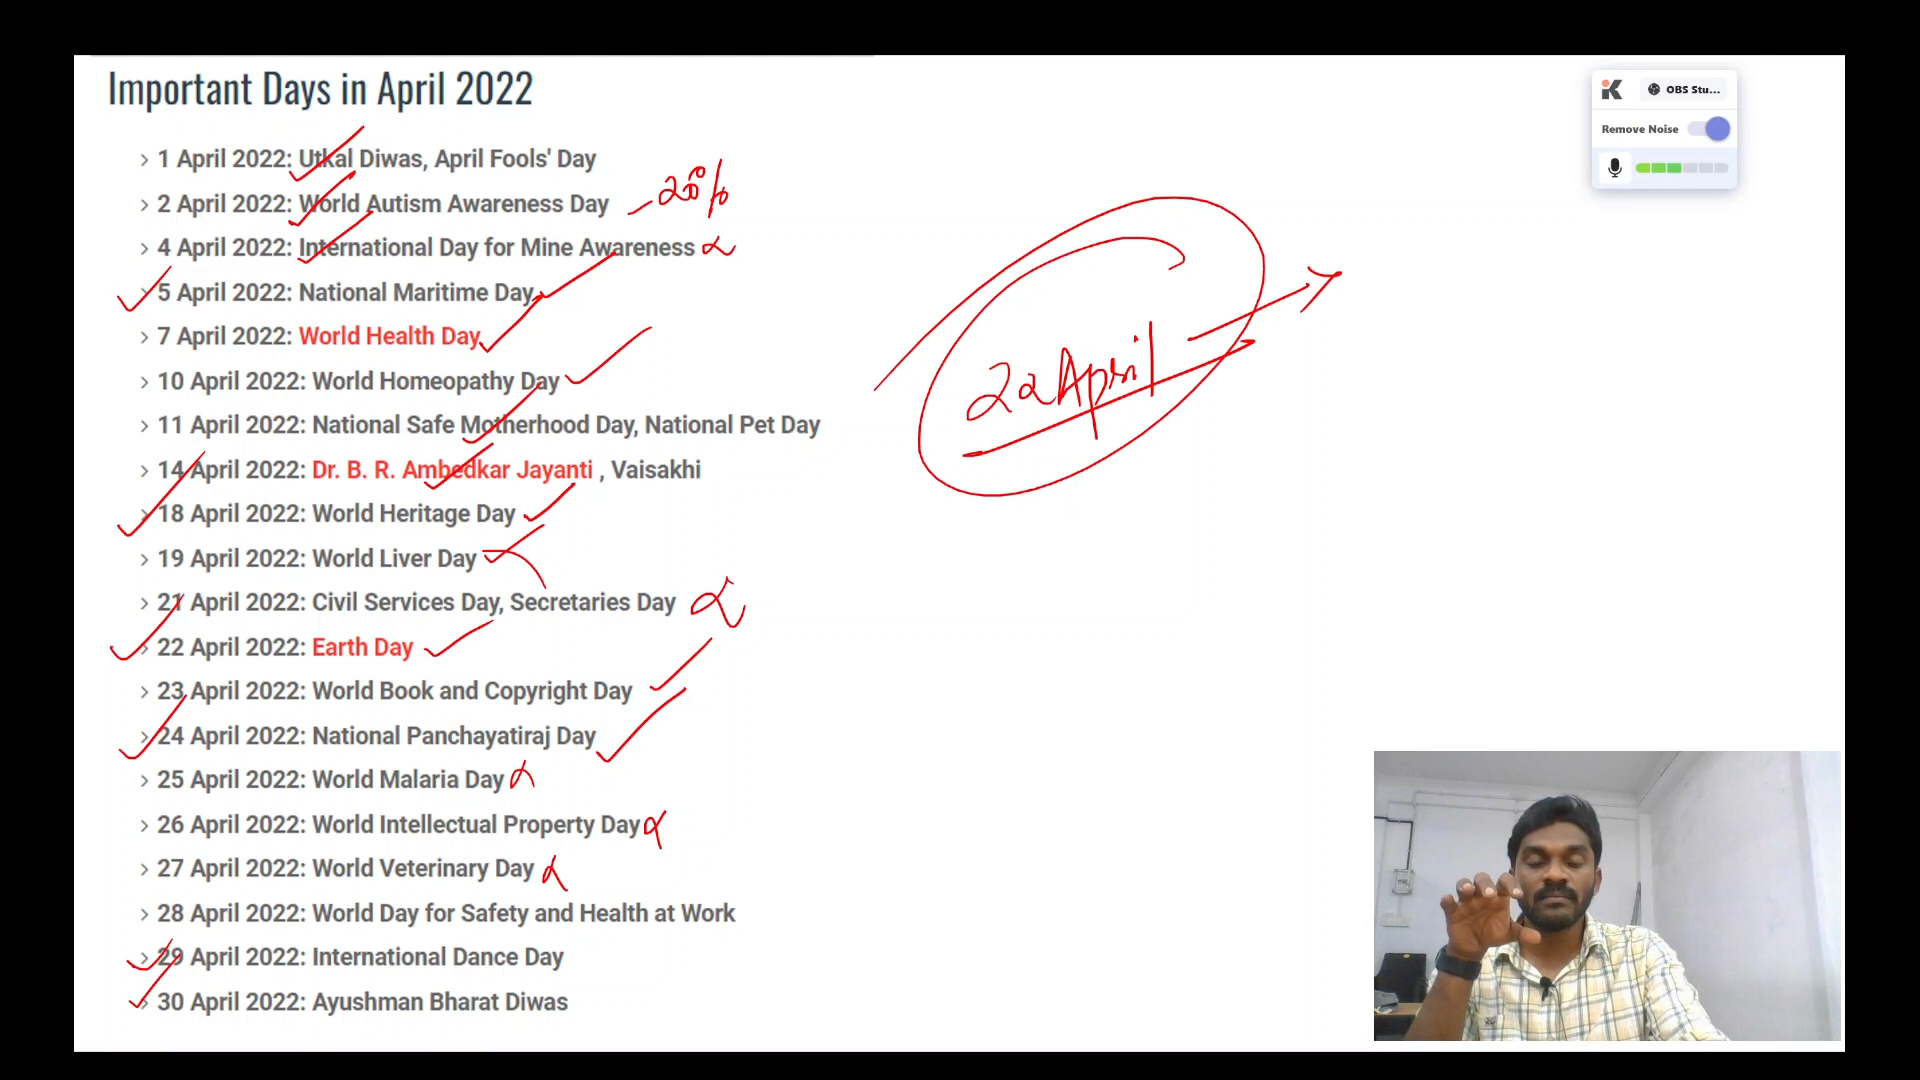 Important Days in April 2022
1 April 2022: Utkal Diwas, April Fools' Day
2 April 2022: World Autism Awareness Day
20%
4 April 2022: International Day for Mine Awareness
5 April 2022: National Maritime Day
7 April 2022: World Health Day
10 April 2022: World Homeopathy Day
11 April 2022: National Safe Motherhood Day, National Pet Day
14 April 2022: Dr. B. R. Ambedkar Jayanti , Vaisakhi
18 April 2022: World Heritage Day
19 April 2022: World Liver Day
21 April 2022: Civil Services Day, Secretaries Day
22 April 2022: Earth Day
23 April 2022: World Book and Copyright Day
24 April 2022: National Panchayatiraj Day
25 April 2022: World Malaria Day
26 April 2022: World Intellectual Property Day
27 April 2022: World Veterinary Day
28 April 2022: World Day for Safety and Health at Work
29 April 2022: International Dance Day
30 April 2022: Ayushman Bharat Diwas
22 April
OBS Stu...
Remove Noise